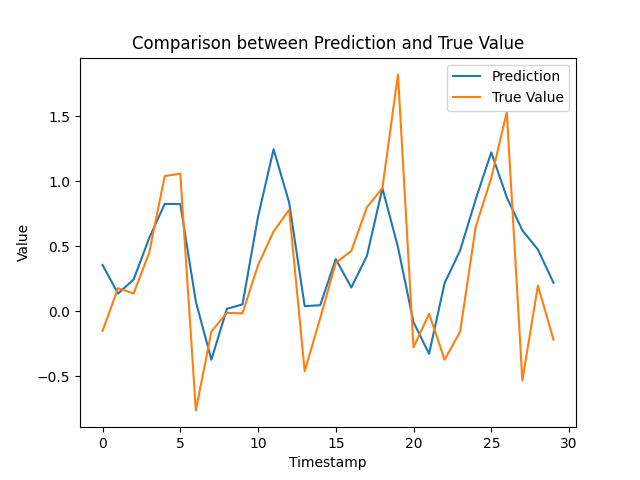 Comparison between Prediction and True Value
Prediction
True Value
1.5
1.0
0.5
0.0
−0.5
Value
0 5 10 15 20 25 30
Timestamp